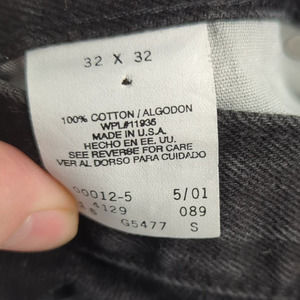 32 X 32
100% COTTON / ALGODON
WPL#11935
MADE IN U.S.A.
HECHO EN EE. UU.
SEE REVERSE FOR CARE
VER AL DORSO PARA CUIDADO
00012-5 5/01
4129 089
G5477 S